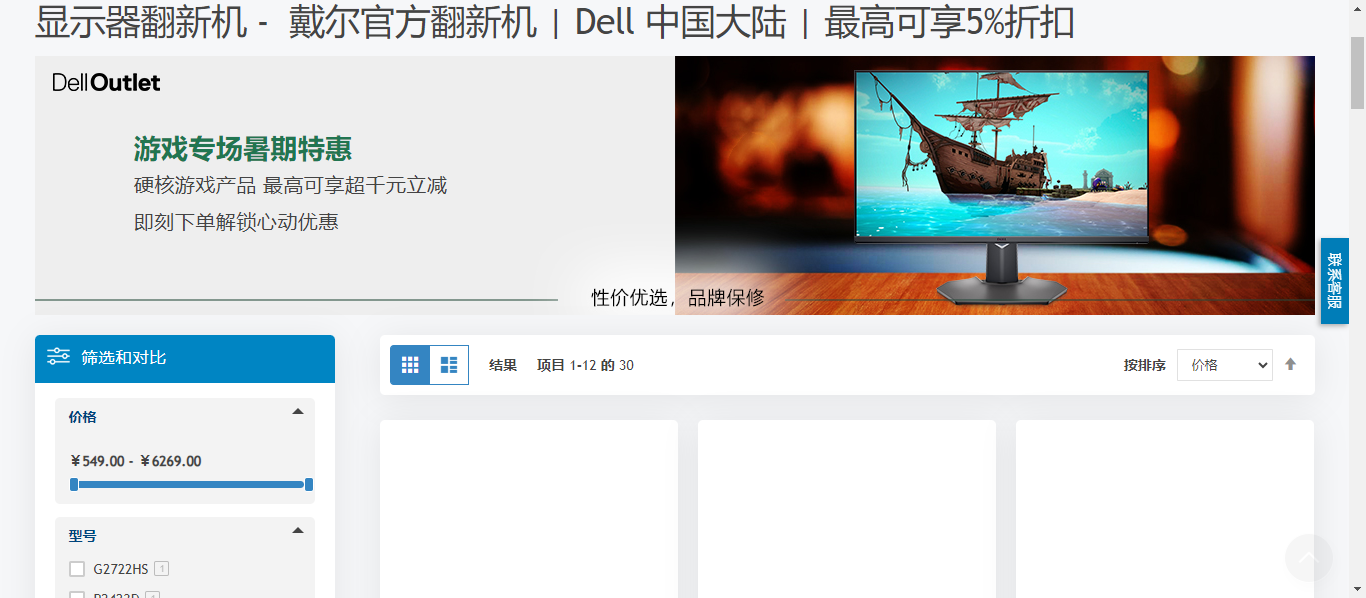 显示器翻新机 - 戴尔官方翻新机 | Dell 中国大陆 | 最高可享5%折扣
Dell Outlet
游戏专场暑期特惠
硬核游戏产品 最高可享超千元立减
即刻下单解锁心动优惠
性价优选，品牌保修
联系客服
筛选和对比
结果 项目 1-12 的 30
按排序 价格
价格
￥549.00 - ￥6269.00
型号
G2722HS 1